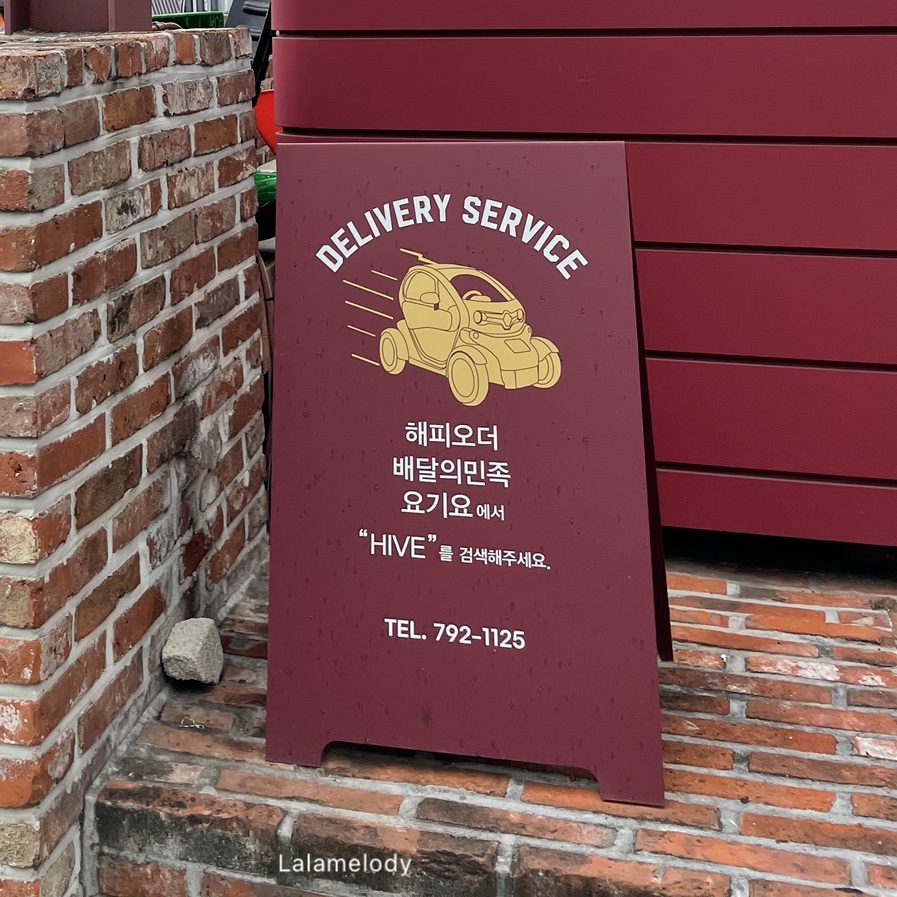 DELIVERY SERVICE
해피오더
배달의민족
요기요 에서
“HIVE”를 검색해주세요.
TEL. 792-1125
Lalamelody